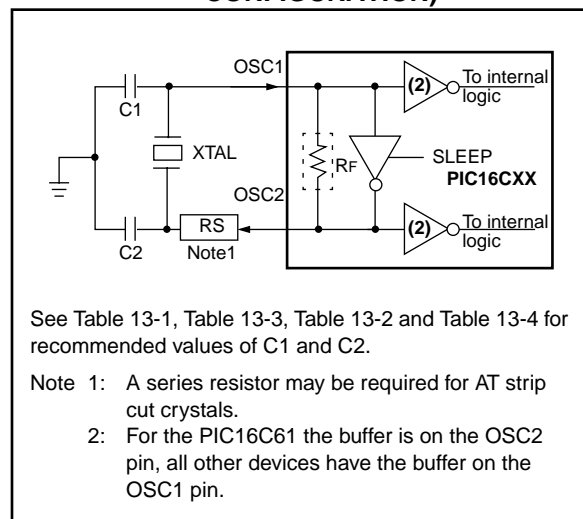 CONFIGURATION)
OSC1
(2)
To internal
logic
C1
XTAL
RF
SLEEP
PIC16CXX
OSC2
RS
C2
Note1
(2)
To internal
logic
See Table 13-1, Table 13-3, Table 13-2 and Table 13-4 for
recommended values of C1 and C2.
Note 1: A series resistor may be required for AT strip
cut crystals.
2: For the PIC16C61 the buffer is on the OSC2
pin, all other devices have the buffer on the
OSC1 pin.